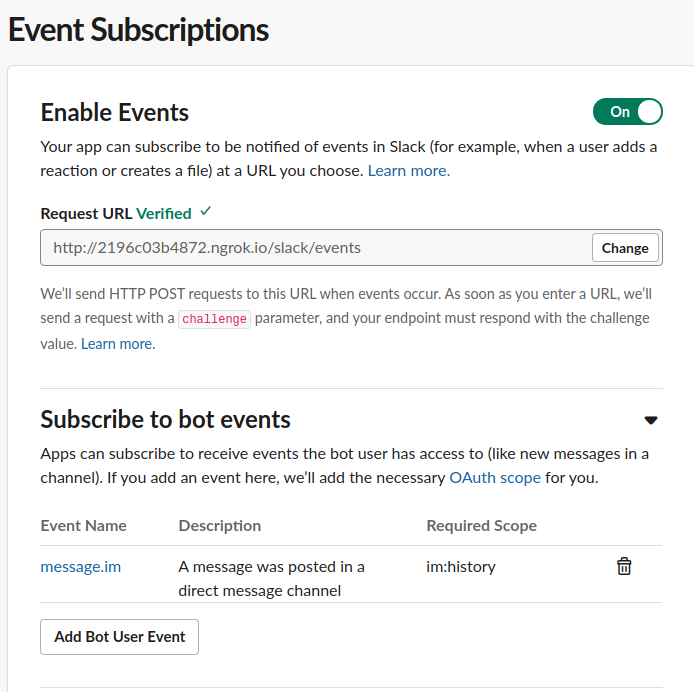 Event Subscriptions
Enable Events
On
Your app can subscribe to be notified of events in Slack (for example, when a user adds a
reaction or creates a file) at a URL you choose. Learn more.
Request URL Verified ✓
http://2196c03b4872.ngrok.io/slack/events
Change
We’ll send HTTP POST requests to this URL when events occur. As soon as you enter a URL, we’ll
send a request with a challenge parameter, and your endpoint must respond with the challenge
value. Learn more.
Subscribe to bot events
Apps can subscribe to receive events the bot user has access to (like new messages in a
channel). If you add an event here, we’ll add the necessary OAuth scope for you.
Event Name Description Required Scope
message.im A message was posted in a im:history
direct message channel
Add Bot User Event